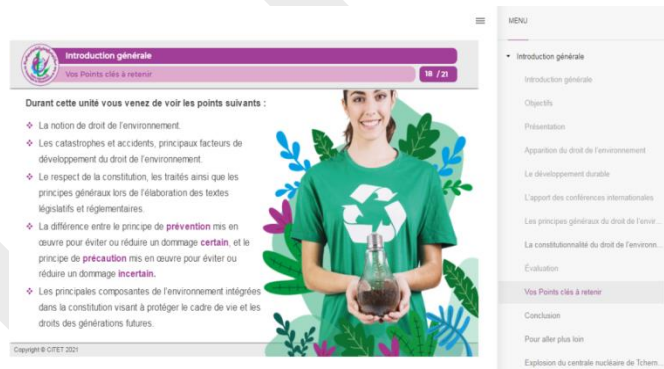 MENU
Introduction générale
Vos Points clés à retenir
18 / 21
Durant cette unité vous venez de voir les points suivants :
La notion de droit de l'environnement.
Les catastrophes et accidents, principaux facteurs de
développement du droit de l'environnement.
Le respect de la constitution, les traités ainsi que les
principes généraux lors de l'élaboration des textes
législatifs et réglementaires.
La différence entre le principe de prévention mis en
œuvre pour éviter ou réduire un dommage certain, et le
principe de précaution mis en œuvre pour éviter ou
réduire un dommage incertain.
Les principales composantes de l'environnement intégrées
dans la constitution visant à protéger le cadre de vie et les
droits des générations futures.
Copyright © CITET 2021
Introduction générale
Introduction générale
Objectifs
Présentation
Apparition du droit de l'environnement
Le développement durable
L'apport des conférences internationales
Les principes généraux du droit de l'envir...
La constitutionnalité du droit de l'environn...
Évaluation
Vos Points clés à retenir
Conclusion
Pour aller plus loin
Explosion du centrale nucléaire de Tchern...